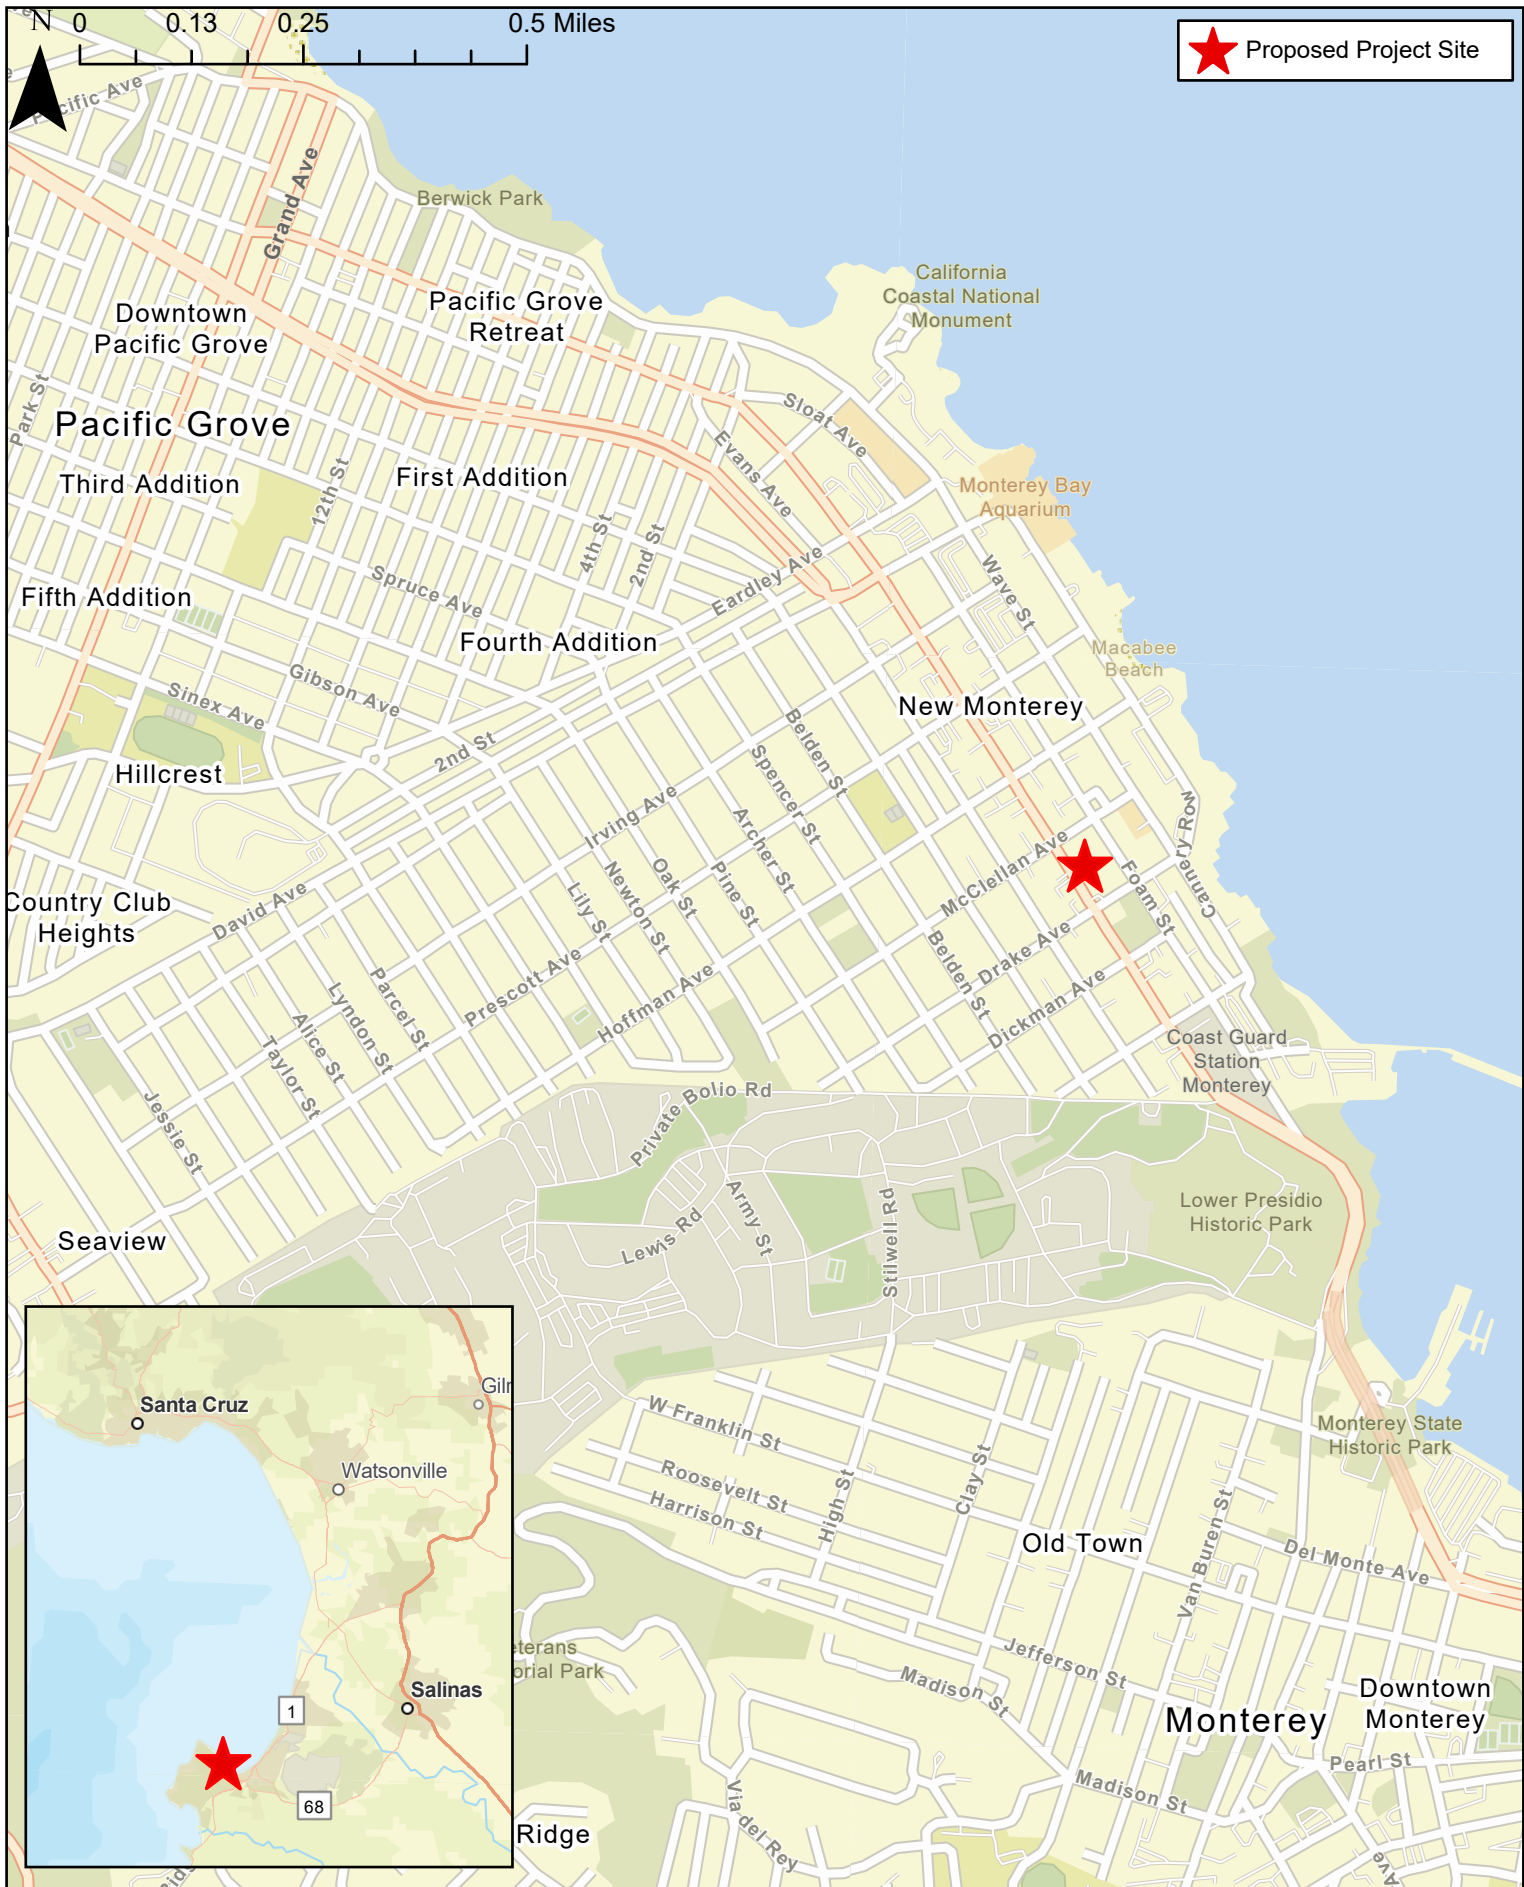 N 0 0.13 0.25 0.5 Miles
Proposed Project Site
Pacific Ave
Grand Ave
Berwick Park
California
Coastal National
Monument
Downtown
Pacific Grove
Pacific Grove
Retreat
Park St
Pacific Grove
Sloat Ave
Evans Ave
Third Addition
12th St
First Addition
Monterey Bay
Aquarium
4th St
2nd St
Eardley Ave
Wave St
Fifth Addition
Spruce Ave
Fourth Addition
Macabee
Beach
Gibson Ave
Sinex Ave
New Monterey
2nd St
Belden St
Hillcrest
Spencer St
Irving Ave
Archer St
Cannery Row
McClellan Ave
Foam St
Country Club
Heights
David Ave
Lily St
Newton St
Oak St
Pine St
Belden St
Drake Ave
Dickman Ave
Prescott Ave
Hoffman Ave
Parcel St
Lyndon St
Alice St
Taylor St
Jessie St
Coast Guard
Station
Monterey
Private Bolio Rd
Army St
Lewis Rd
Stilwell Rd
Lower Presidio
Historic Park
Seaview
Santa Cruz
Gilr
Watsonville
Salinas
1
68
W Franklin St
Roosevelt St
Harrison St
High St
Clay St
Monterey State
Historic Park
Old Town
Van Buren St
Del Monte Ave
eterans
orial Park
Jefferson St
Madison St
Monterey
Downtown
Monterey
Pearl St
Madison St
Via del Rey
Ridge
Ave